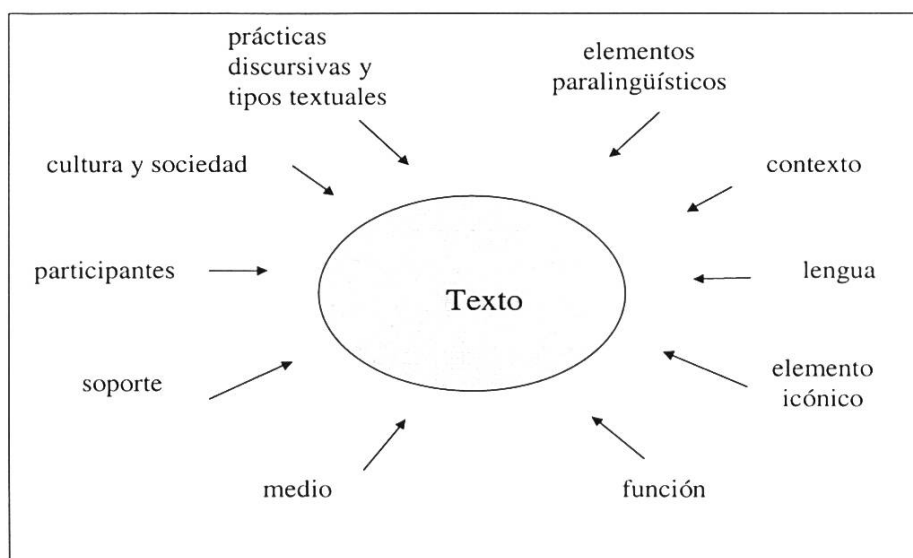 prácticas
discursivas y
tipos textuales
elementos
paralingüísticos
cultura y sociedad
contexto
participantes
lengua
Texto
soporte
elemento
icónico
medio
función